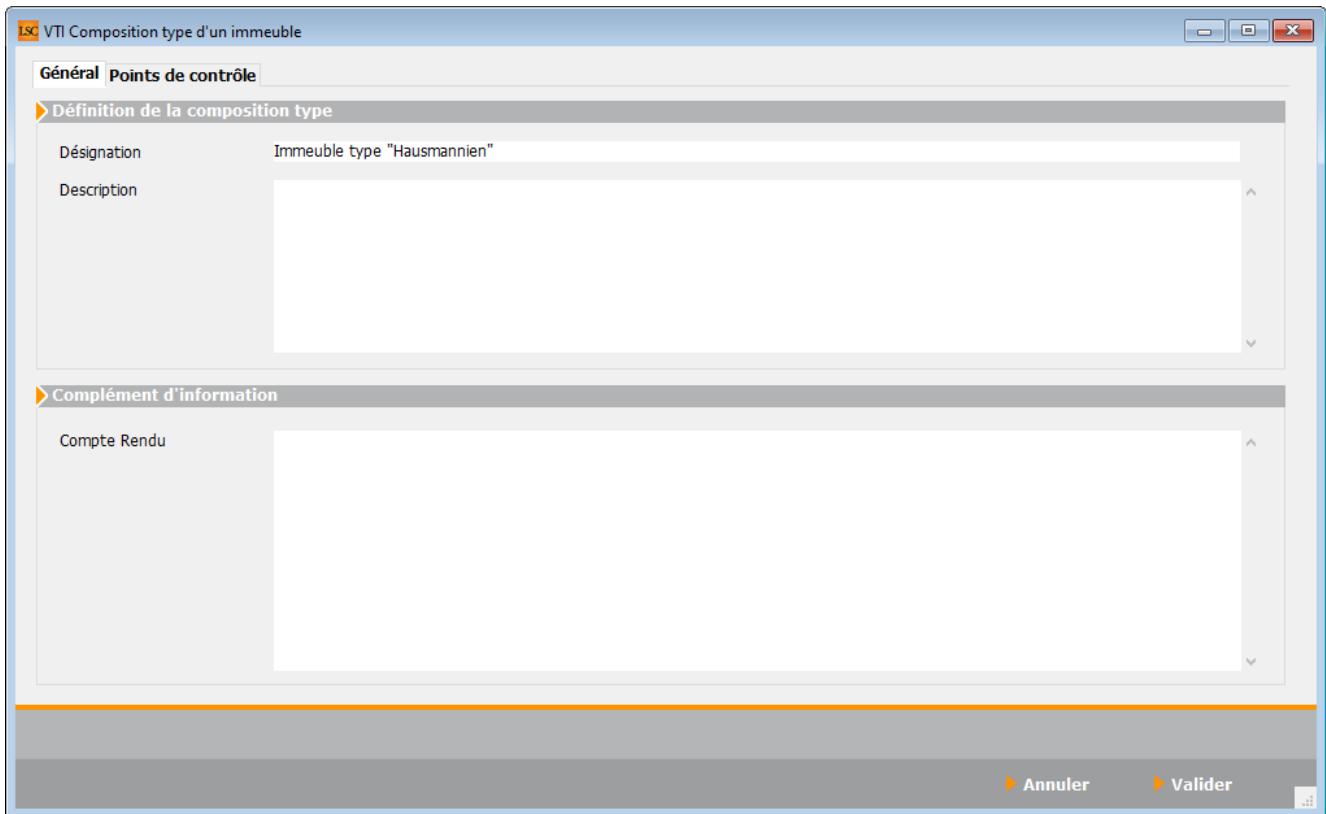 LSC VTI Composition type d'un immeuble
Général Points de contrôle
Définition de la composition type
Désignation Immeuble type "Hausmannien"
Description
Complément d'information
Compte Rendu
Annuler Valider